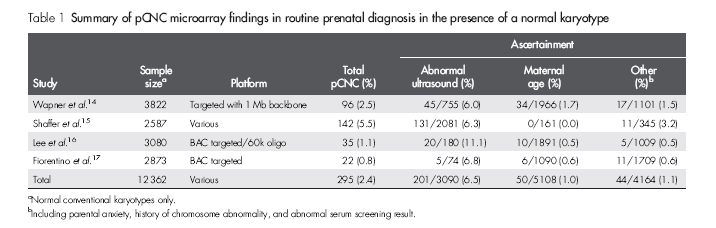 Table 1 Summary of pCNC microarray findings in routine prenatal diagnosis in the presence of a normal karyotype
Ascertainment
Study Sample sizeᵃ Platform Total pCNC (%) Abnormal ultrasound (%) Maternal age (%) Other (%)ᵇ
Wapner et al.¹⁴ 3822 Targeted with 1 Mb backbone 96 (2.5) 45/755 (6.0) 34/1966 (1.7) 17/1101 (1.5)
Shaffer et al.¹⁵ 2587 Various 142 (5.5) 131/2081 (6.3) 0/161 (0.0) 11/345 (3.2)
Lee et al.¹⁶ 3080 BAC targeted/60k oligo 35 (1.1) 20/180 (11.1) 10/1891 (0.5) 5/1009 (0.5)
Fiorentino et al.¹⁷ 2873 BAC targeted 22 (0.8) 5/74 (6.8) 6/1090 (0.6) 11/1709 (0.6)
Total 12 362 Various 295 (2.4) 201/3090 (6.5) 50/5108 (1.0) 44/4164 (1.1)
ᵃNormal conventional karyotypes only.
ᵇIncluding parental anxiety, history of chromosome abnormality, and abnormal serum screening result.